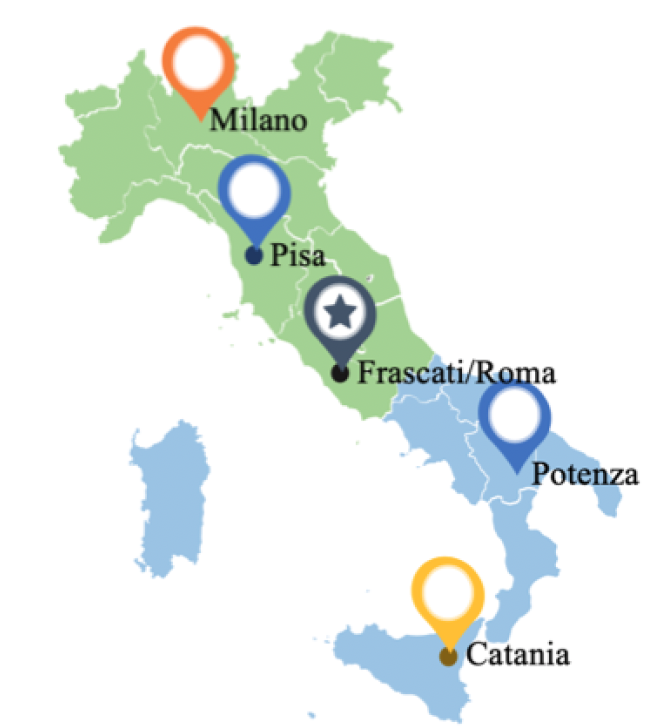 Milano
Pisa
Frascati/Roma
Potenza
Catania